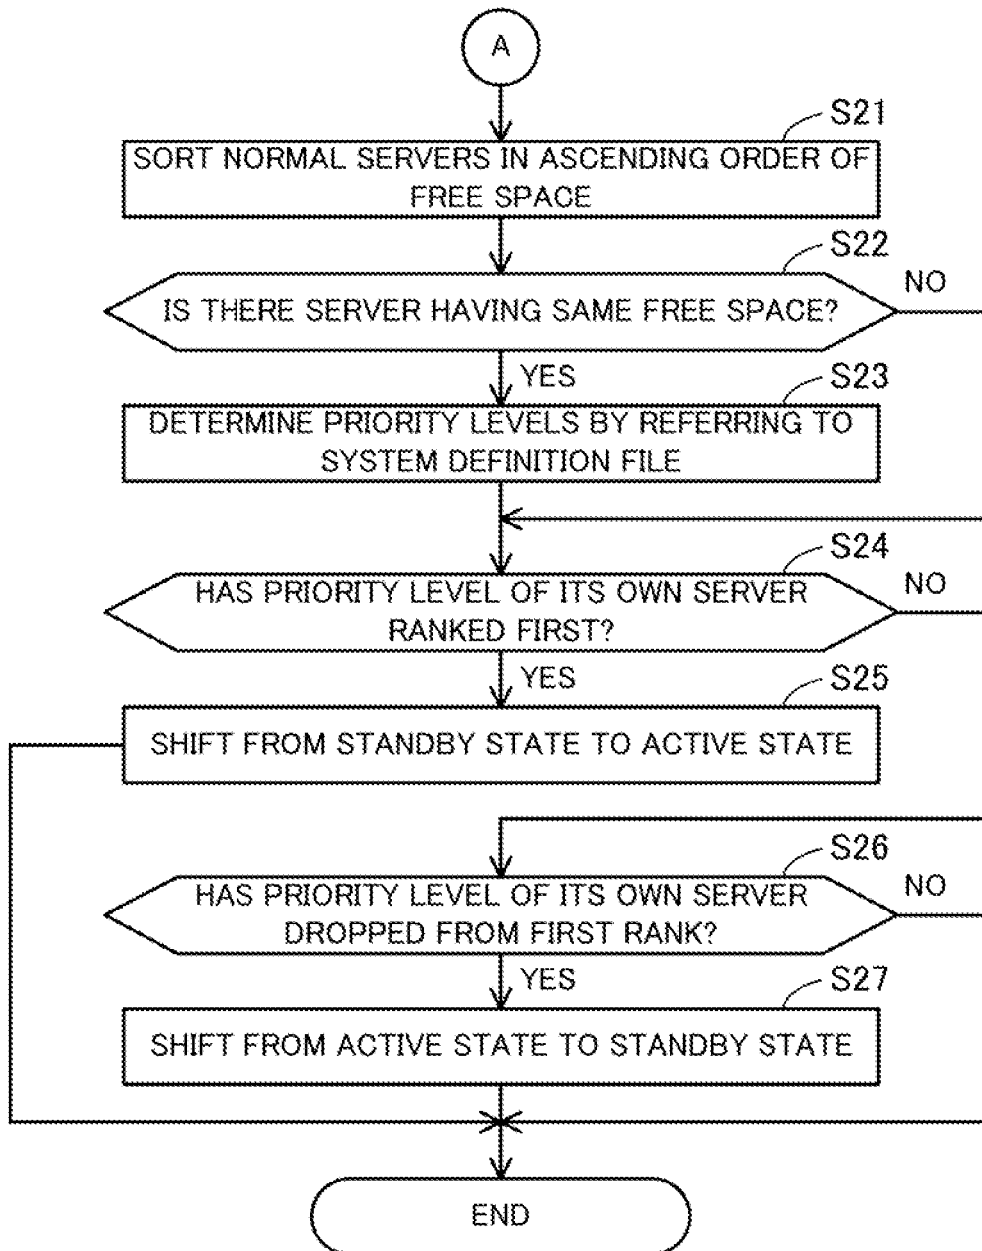 A
S21
SORT NORMAL SERVERS IN ASCENDING ORDER OF
FREE SPACE
S22
NO
IS THERE SERVER HAVING SAME FREE SPACE?
YES
S23
DETERMINE PRIORITY LEVELS BY REFERRING TO
SYSTEM DEFINITION FILE
S24
NO
HAS PRIORITY LEVEL OF ITS OWN SERVER
RANKED FIRST?
YES
S25
SHIFT FROM STANDBY STATE TO ACTIVE STATE
S26
NO
HAS PRIORITY LEVEL OF ITS OWN SERVER
DROPPED FROM FIRST RANK?
YES
S27
SHIFT FROM ACTIVE STATE TO STANDBY STATE
END